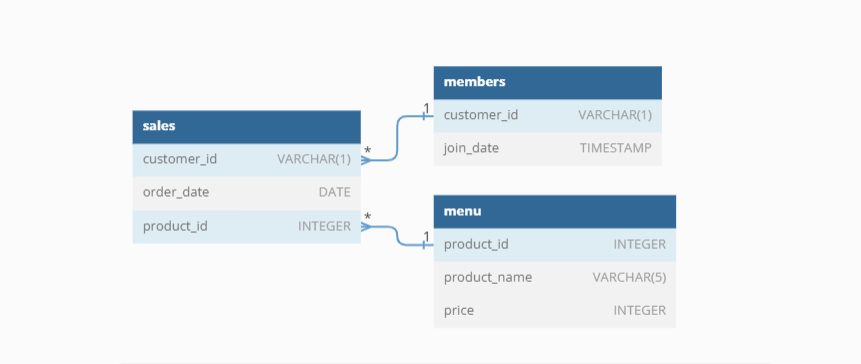 sales
customer_id VARCHAR(1)
order_date DATE
product_id INTEGER
*
*
members
1
customer_id VARCHAR(1)
join_date TIMESTAMP
menu
1
product_id INTEGER
product_name VARCHAR(5)
price INTEGER